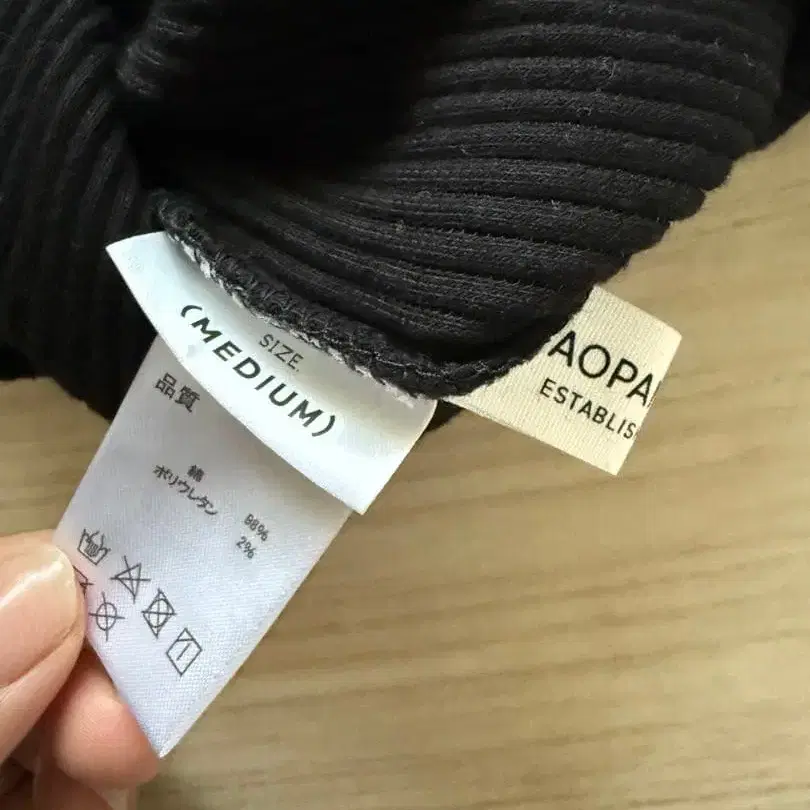 SIZE.
(MEDIUM)
品質
綿 98%
ポリウレタン 2%
AOPA
ESTABLIS